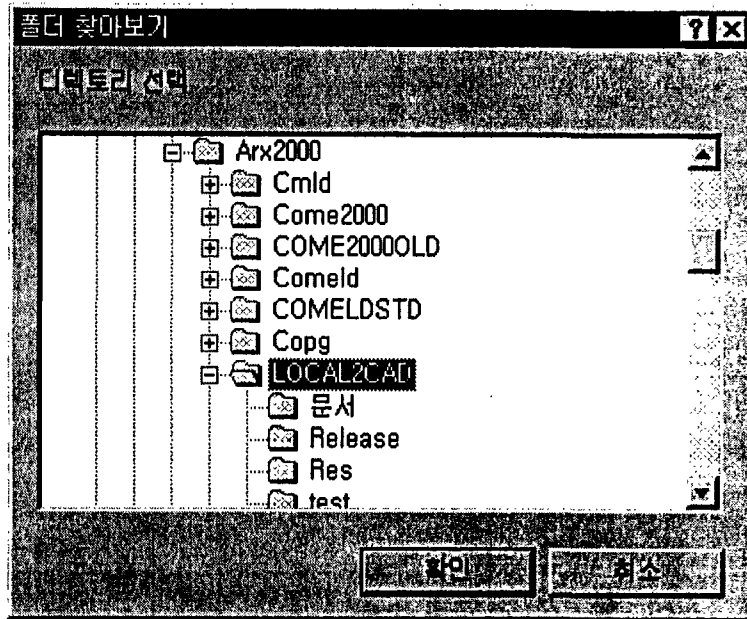 폴더 찾아보기
디렉토리 선택
Arx2000
Cmld
Come2000
COME2000OLD
Comeld
COMELDSTD
Copg
LOCAL2CAD
문서
Release
Res
test
확인
취소